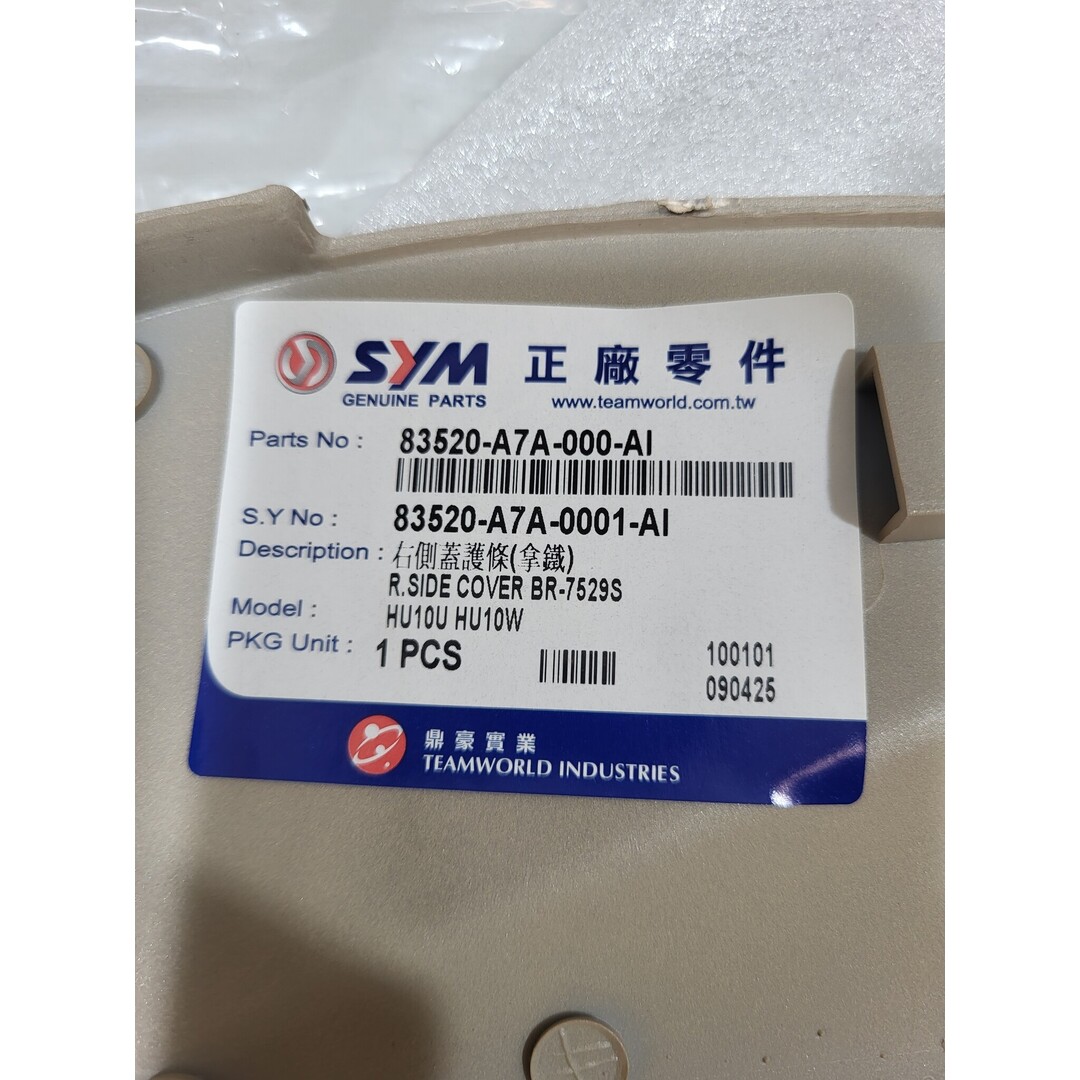 SYM 正廠零件
GENUINE PARTS www.teamworld.com.tw
Parts No : 83520-A7A-000-AI
S.Y No : 83520-A7A-0001-AI
Description : 右側蓋護條(拿鐵)
R.SIDE COVER BR-7529S
Model : HU10U HU10W
PKG Unit : 1 PCS
100101
090425
鼎豪實業
TEAMWORLD INDUSTRIES